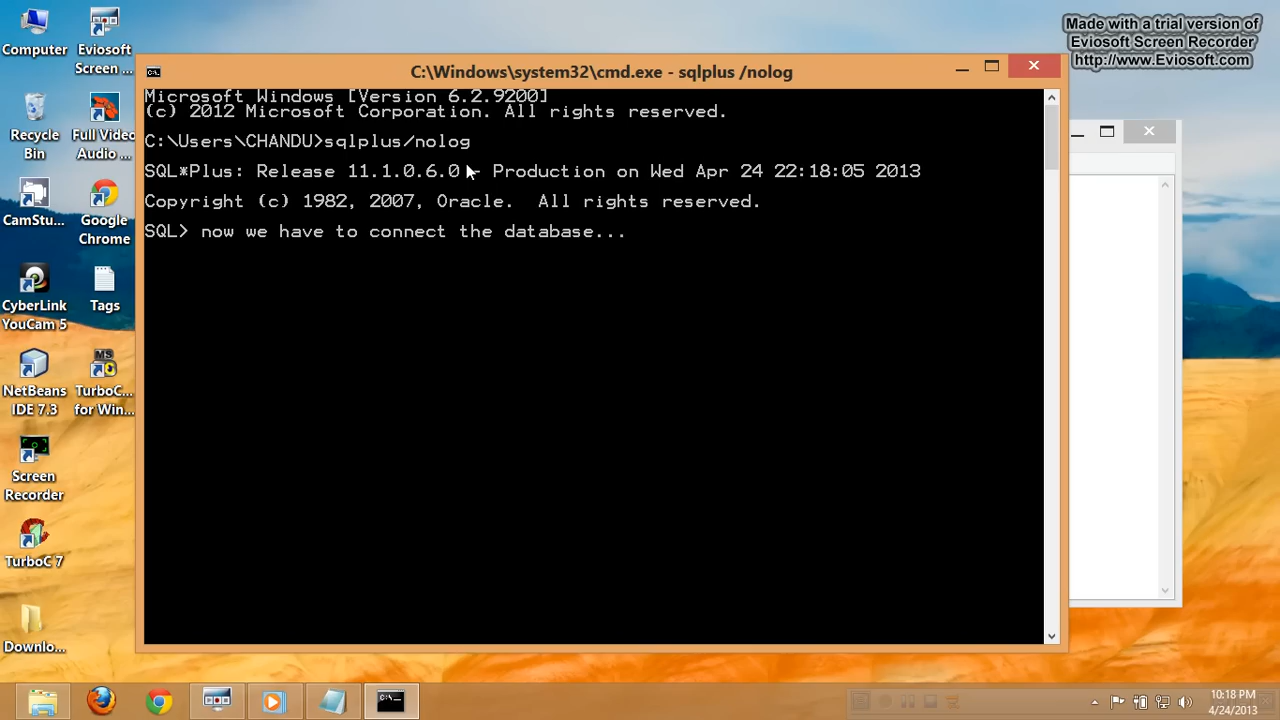 Made with a trial version of
Eviosoft Screen Recorder
http://www.Eviosoft.com
Computer
Eviosoft
Screen ...
Recycle
Bin
Full Video
Audio ...
CamStu...
Google
Chrome
CyberLink
YouCam 5
Tags
NetBeans
IDE 7.3
MS
TurboC...
for Win...
Screen
Recorder
TurboC 7
Downlo...
C:\Windows\system32\cmd.exe - sqlplus /nolog
Microsoft Windows [Version 6.2.9200]
(c) 2012 Microsoft Corporation. All rights reserved.
C:\Users\CHANDU>sqlplus/nolog
SQL*Plus: Release 11.1.0.6.0 - Production on Wed Apr 24 22:18:05 2013
Copyright (c) 1982, 2007, Oracle.  All rights reserved.
SQL> now we have to connect the database...
10:18 PM
4/24/2013